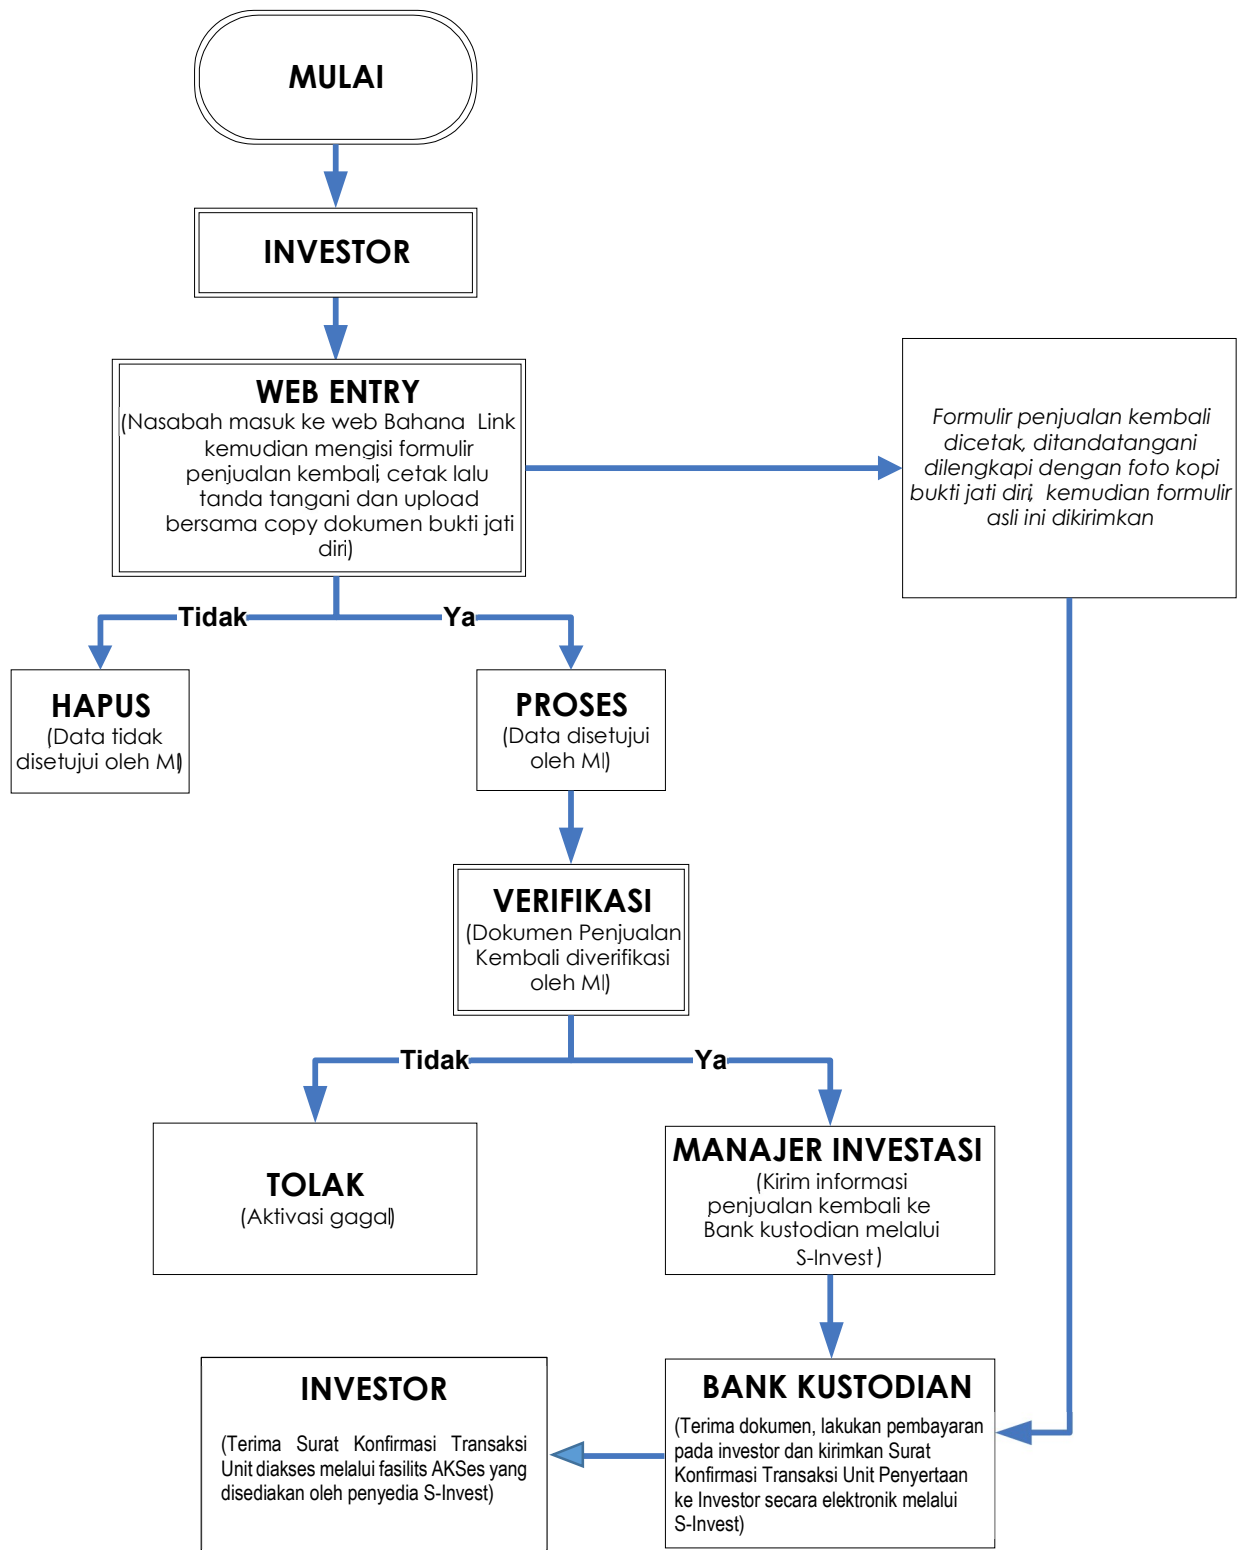 MULAI
INVESTOR
WEB ENTRY
(Nasabah masuk ke web Bahana Link
kemudian mengisi formulir
penjualan kembali, cetak lalu
tanda tangani dan upload
bersama copy dokumen bukti jati
diri)
Formulir penjualan kembali
dicetak, ditandatangani
dilengkapi dengan foto kopi
bukti jati diri, kemudian formulir
asli ini dikirimkan
Tidak
Ya
HAPUS
(Data tidak
disetujui oleh MI)
PROSES
(Data disetujui
oleh MI)
VERIFIKASI
(Dokumen Penjualan
Kembali diverifikasi
oleh MI)
Tidak
Ya
TOLAK
(Aktivasi gagal)
MANAJER INVESTASI
(Kirim informasi
penjualan kembali ke
Bank kustodian melalui
S-Invest)
INVESTOR
(Terima Surat Konfirmasi Transaksi
Unit diakses melalui fasilits AKSes yang
disediakan oleh penyedia S-Invest)
BANK KUSTODIAN
(Terima dokumen, lakukan pembayaran
pada investor dan kirimkan Surat
Konfirmasi Transaksi Unit Penyertaan
ke Investor secara elektronik melalui
S-Invest)